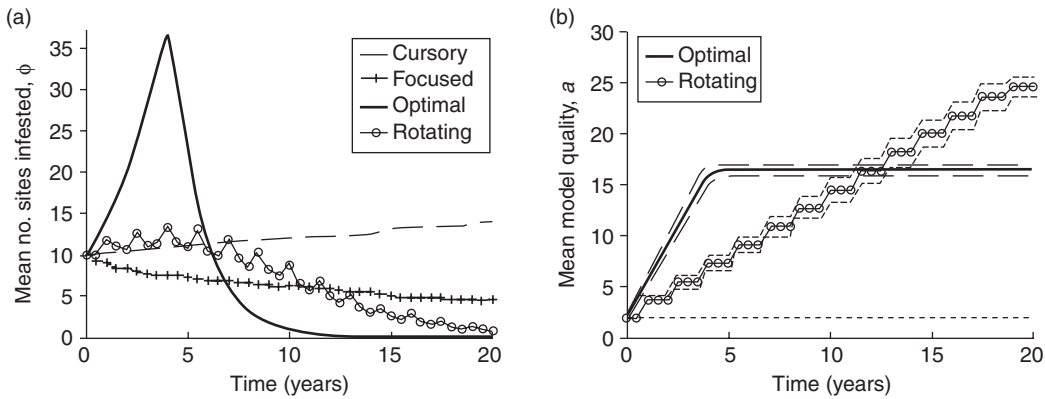 (a)
Mean no. sites infested, ϕ
35
30
25
20
15
10
5
0
Cursory
Focused
Optimal
Rotating
0
5
10
15
20
Time (years)
(b)
Mean model quality, a
30
25
20
15
10
5
0
Optimal
Rotating
0
5
10
15
20
Time (years)